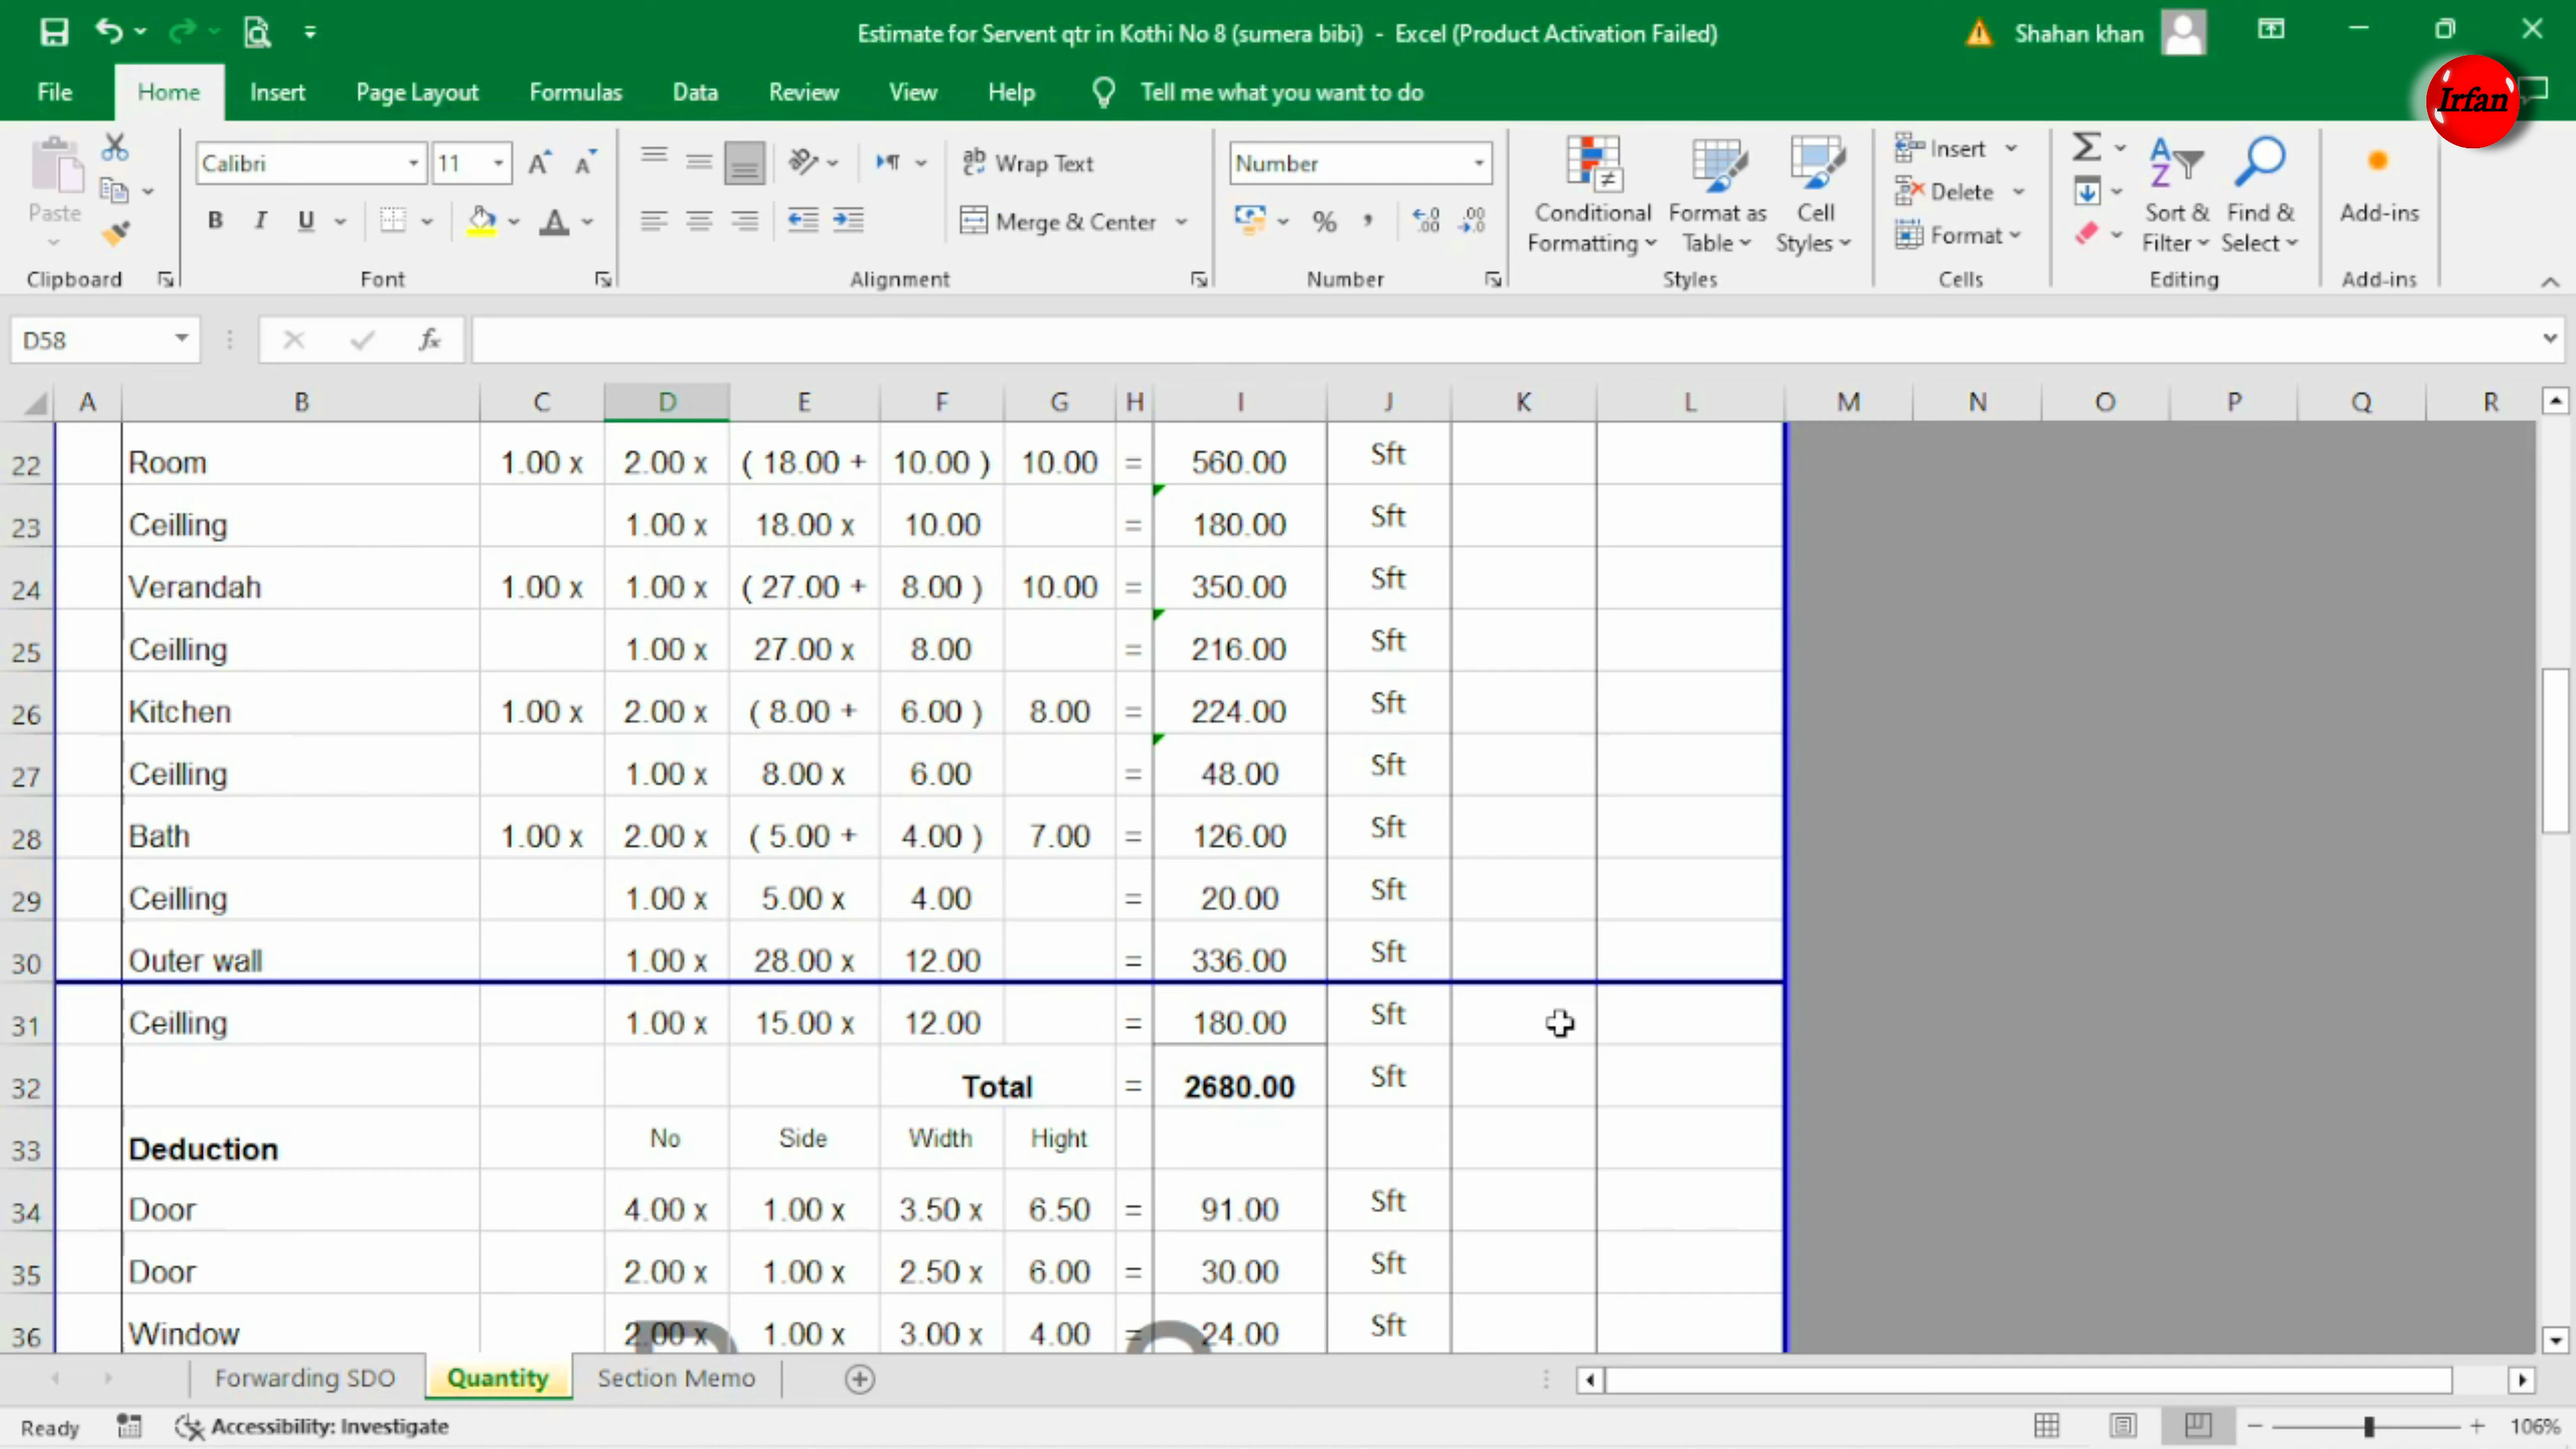 Estimate for Servent qtr in Kothi No 8 (sumera bibi) - Excel (Product Activation Failed)
Shahan khan
Irfan
File Home Insert Page Layout Formulas Data Review View Help Tell me what you want to do
Paste
Clipboard
Calibri 11
B I U
Font
Wrap Text
Merge & Center
Alignment
Number
%
Number
Conditional Formatting
Format as Table
Cell Styles
Styles
Insert
Delete
Format
Cells
Sort & Filter
Find & Select
Editing
Add-ins
Add-ins
D58 fx
A B C D E F G H I J K L M N O P Q R
22 Room 1.00 x 2.00 x ( 18.00 + 10.00 ) 10.00 = 560.00 Sft
23 Ceilling 1.00 x 18.00 x 10.00 = 180.00 Sft
24 Verandah 1.00 x 1.00 x ( 27.00 + 8.00 ) 10.00 = 350.00 Sft
25 Ceilling 1.00 x 27.00 x 8.00 = 216.00 Sft
26 Kitchen 1.00 x 2.00 x ( 8.00 + 6.00 ) 8.00 = 224.00 Sft
27 Ceilling 1.00 x 8.00 x 6.00 = 48.00 Sft
28 Bath 1.00 x 2.00 x ( 5.00 + 4.00 ) 7.00 = 126.00 Sft
29 Ceilling 1.00 x 5.00 x 4.00 = 20.00 Sft
30 Outer wall 1.00 x 28.00 x 12.00 = 336.00 Sft
31 Ceilling 1.00 x 15.00 x 12.00 = 180.00 Sft
32 Total = 2680.00 Sft
33 Deduction No Side Width Hight
34 Door 4.00 x 1.00 x 3.50 x 6.50 = 91.00 Sft
35 Door 2.00 x 1.00 x 2.50 x 6.00 = 30.00 Sft
36 Window 2.00 x 1.00 x 3.00 x 4.00 = 24.00 Sft
Forwarding SDO Quantity Section Memo
Ready Accessibility: Investigate 106%